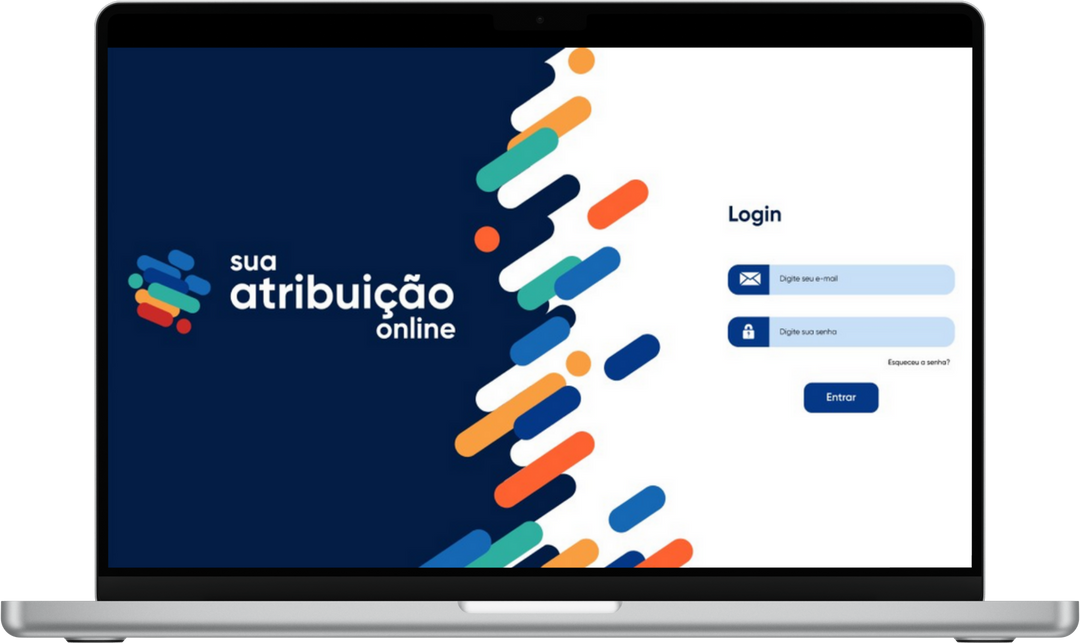 sua
atribuição
online
Login
Digite seu e-mail
Digite sua senha
Esqueceu a senha?
Entrar